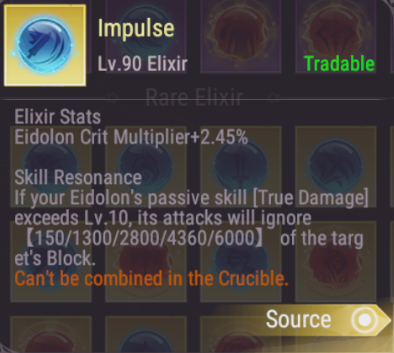 Impulse
Lv.90 Elixir
Tradable
Rare Elixir
Elixir Stats
Eidolon Crit Multiplier+2.45%
Skill Resonance
If your Eidolon's passive skill [True Damage]
exceeds Lv.10, its attacks will ignore
【150/1300/2800/4360/6000】 of the targ
et's Block.
Can't be combined in the Crucible.
Source